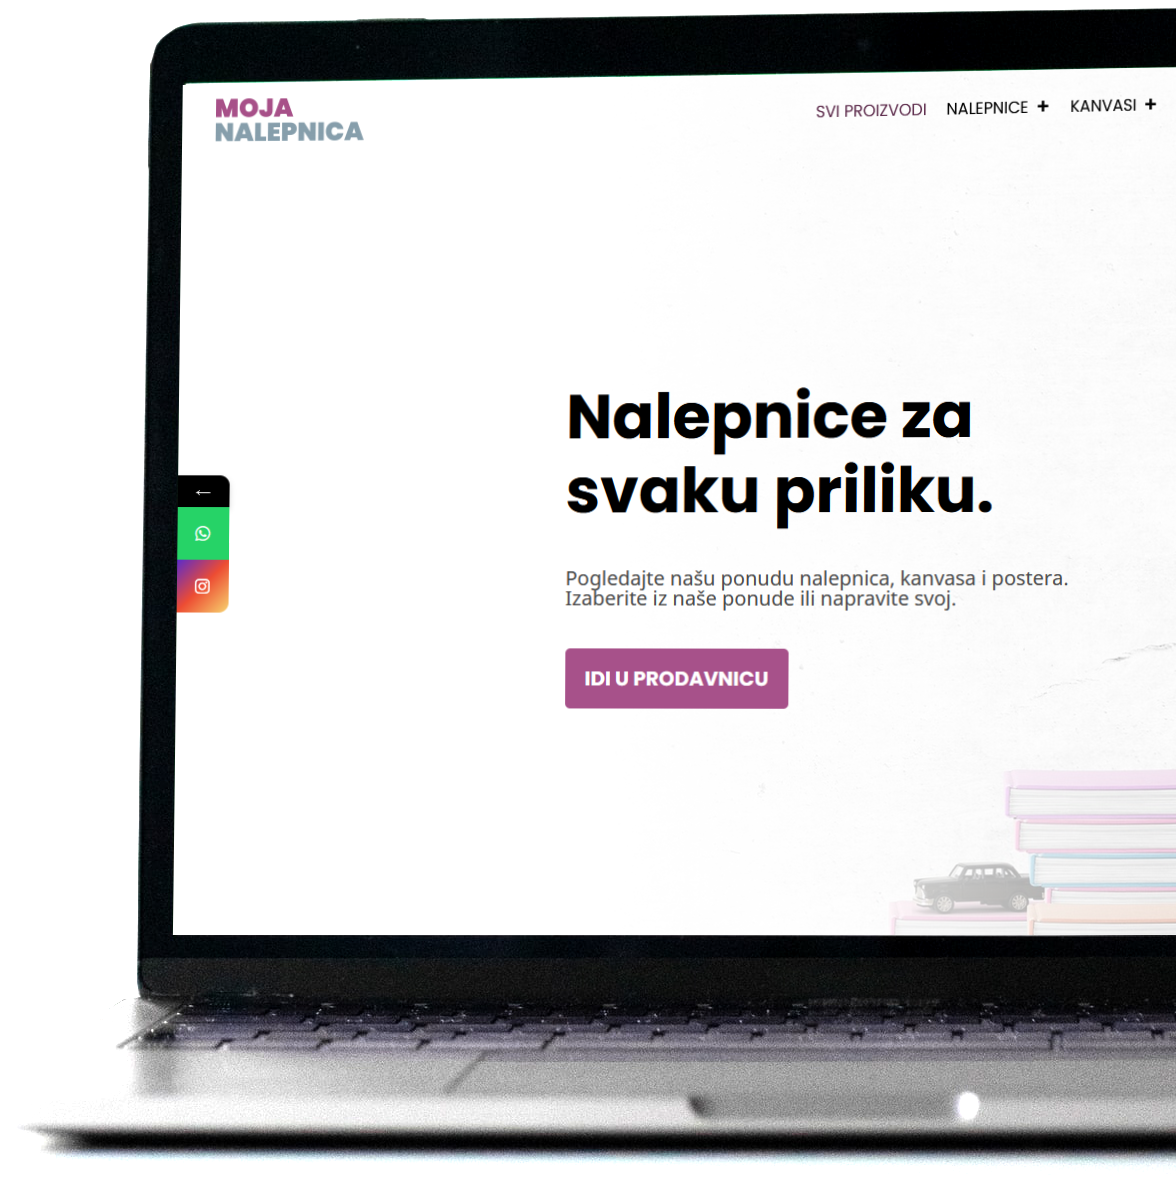 MOJA
NALEPNICA
SVI PROIZVODI NALEPNICE + KANVASI +
Nalepnice za
svaku priliku.
Pogledajte našu ponudu nalepnica, kanvasa i postera.
Izaberite iz naše ponude ili napravite svoj.
IDI U PRODAVNICU